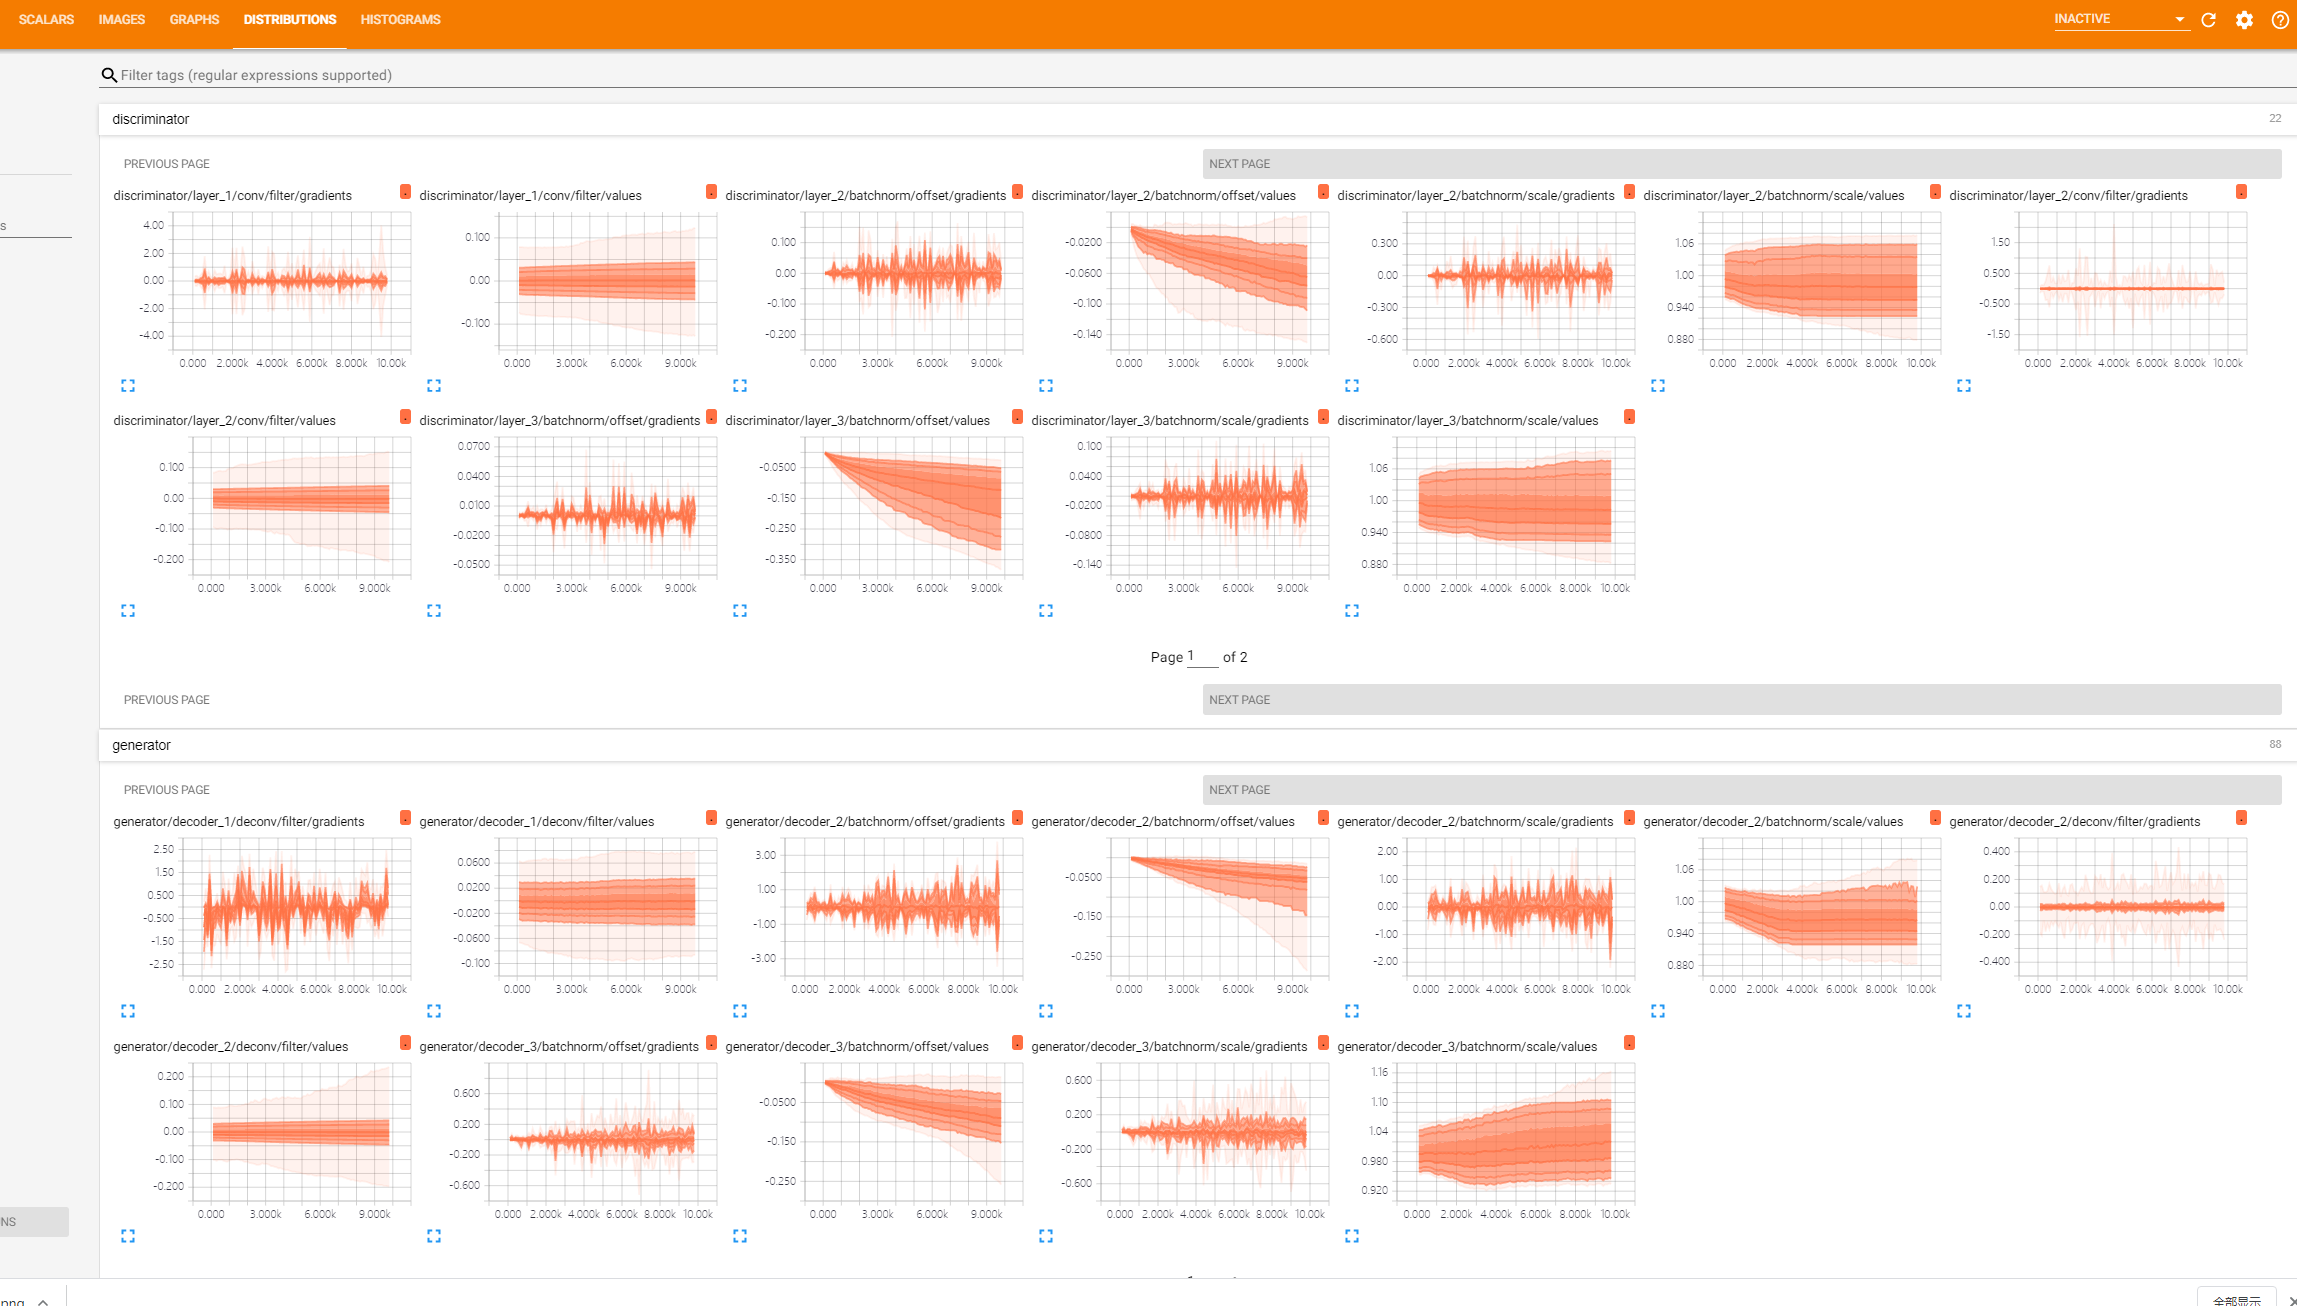 SCALARS IMAGES GRAPHS DISTRIBUTIONS HISTOGRAMS INACTIVE
Filter tags (regular expressions supported)
discriminator 22
s
PREVIOUS PAGE NEXT PAGE
discriminator/layer_1/conv/filter/gradients
4.00
2.00
0.00
-2.00
-4.00
0.000 2.000k 4.000k 6.000k 8.000k 10.00k
discriminator/layer_1/conv/filter/values
0.100
0.00
-0.100
0.000 3.000k 6.000k 9.000k
discriminator/layer_2/batchnorm/offset/gradients
0.100
0.00
-0.100
-0.200
0.000 3.000k 6.000k 9.000k
discriminator/layer_2/batchnorm/offset/values
-0.0200
-0.0600
-0.100
-0.140
0.000 3.000k 6.000k 9.000k
discriminator/layer_2/batchnorm/scale/gradients
0.300
0.00
-0.300
-0.600
0.000 2.000k 4.000k 6.000k 8.000k 10.00k
discriminator/layer_2/batchnorm/scale/values
1.06
1.00
0.940
0.880
0.000 2.000k 4.000k 6.000k 8.000k 10.00k
discriminator/layer_2/conv/filter/gradients
1.50
0.500
-0.500
-1.50
0.000 2.000k 4.000k 6.000k 8.000k 10.00k
discriminator/layer_2/conv/filter/values
0.100
0.00
-0.100
-0.200
0.000 3.000k 6.000k 9.000k
discriminator/layer_3/batchnorm/offset/gradients
0.0700
0.0400
0.0100
-0.0200
-0.0500
0.000 3.000k 6.000k 9.000k
discriminator/layer_3/batchnorm/offset/values
-0.0500
-0.150
-0.250
-0.350
0.000 3.000k 6.000k 9.000k
discriminator/layer_3/batchnorm/scale/gradients
0.100
0.0400
-0.0200
-0.0800
-0.140
0.000 3.000k 6.000k 9.000k
discriminator/layer_3/batchnorm/scale/values
1.06
1.00
0.940
0.880
0.000 2.000k 4.000k 6.000k 8.000k 10.00k
Page 1 of 2
PREVIOUS PAGE NEXT PAGE
generator 88
PREVIOUS PAGE NEXT PAGE
generator/decoder_1/deconv/filter/gradients
2.50
1.50
0.500
-0.500
-1.50
-2.50
0.000 2.000k 4.000k 6.000k 8.000k 10.00k
generator/decoder_1/deconv/filter/values
0.0600
0.0200
-0.0200
-0.0600
-0.100
0.000 3.000k 6.000k 9.000k
generator/decoder_2/batchnorm/offset/gradients
3.00
1.00
-1.00
-3.00
0.000 2.000k 4.000k 6.000k 8.000k 10.00k
generator/decoder_2/batchnorm/offset/values
-0.0500
-0.150
-0.250
0.000 3.000k 6.000k 9.000k
generator/decoder_2/batchnorm/scale/gradients
2.00
1.00
0.00
-1.00
-2.00
0.000 2.000k 4.000k 6.000k 8.000k 10.00k
generator/decoder_2/batchnorm/scale/values
1.06
1.00
0.940
0.880
0.000 2.000k 4.000k 6.000k 8.000k 10.00k
generator/decoder_2/deconv/filter/gradients
0.400
0.200
0.00
-0.200
-0.400
0.000 2.000k 4.000k 6.000k 8.000k 10.00k
generator/decoder_2/deconv/filter/values
0.200
0.100
0.00
-0.100
-0.200
0.000 3.000k 6.000k 9.000k
generator/decoder_3/batchnorm/offset/gradients
0.600
0.200
-0.200
-0.600
0.000 2.000k 4.000k 6.000k 8.000k 10.00k
generator/decoder_3/batchnorm/offset/values
-0.0500
-0.150
-0.250
0.000 3.000k 6.000k 9.000k
generator/decoder_3/batchnorm/scale/gradients
0.600
0.200
-0.200
-0.600
0.000 2.000k 4.000k 6.000k 8.000k 10.00k
generator/decoder_3/batchnorm/scale/values
1.16
1.10
1.04
0.980
0.920
0.000 2.000k 4.000k 6.000k 8.000k 10.00k
NS
png
全部显示